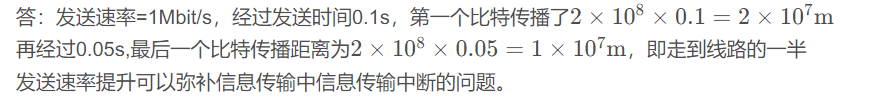 答：发送速率=1Mbit/s，经过发送时间0.1s，第一个比特传播了2 × 10⁸ × 0.1 = 2 × 10⁷m
再经过0.05s,最后一个比特传播距离为2 × 10⁸ × 0.05 = 1 × 10⁷m，即走到线路的一半
发送速率提升可以弥补信息传输中信息传输中断的问题。